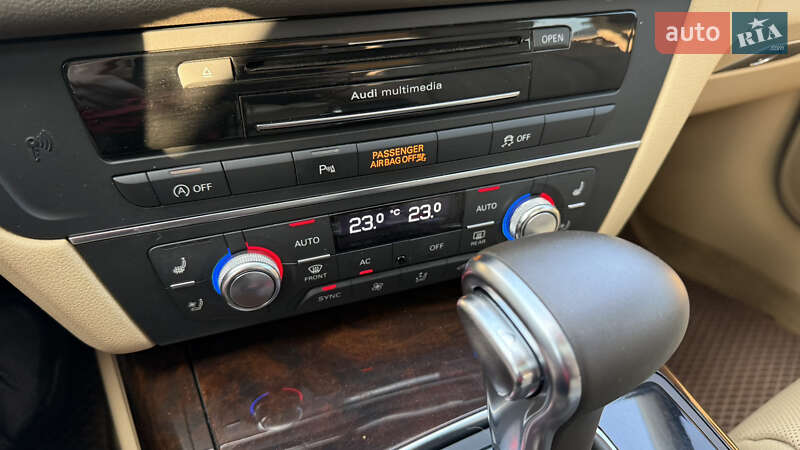 auto RIA .com
OPEN
Audi multimedia
OFF
P
PASSENGER
AIRBAG OFF
OFF
AUTO
23.0 °C 23.0
AUTO
FRONT
AC
OFF
REAR
SYNC